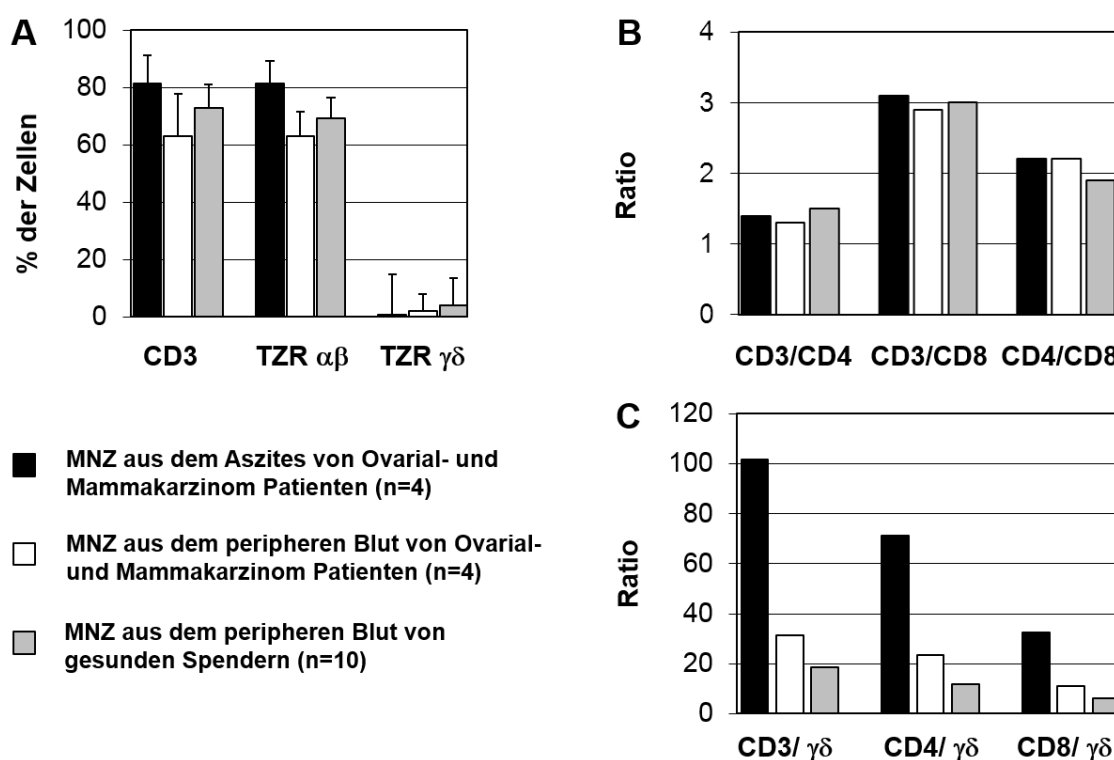 A
100
80
60
40
20
0
% der Zellen
CD3 TZR αβ TZR γδ
B
4
3
2
1
0
Ratio
CD3/CD4 CD3/CD8 CD4/CD8
MNZ aus dem Aszites von Ovarial- und
Mammakarzinom Patienten (n=4)
MNZ aus dem peripheren Blut von Ovarial-
und Mammakarzinom Patienten (n=4)
MNZ aus dem peripheren Blut von
gesunden Spendern (n=10)
C
120
100
80
60
40
20
0
Ratio
CD3/ γδ CD4/ γδ CD8/ γδ